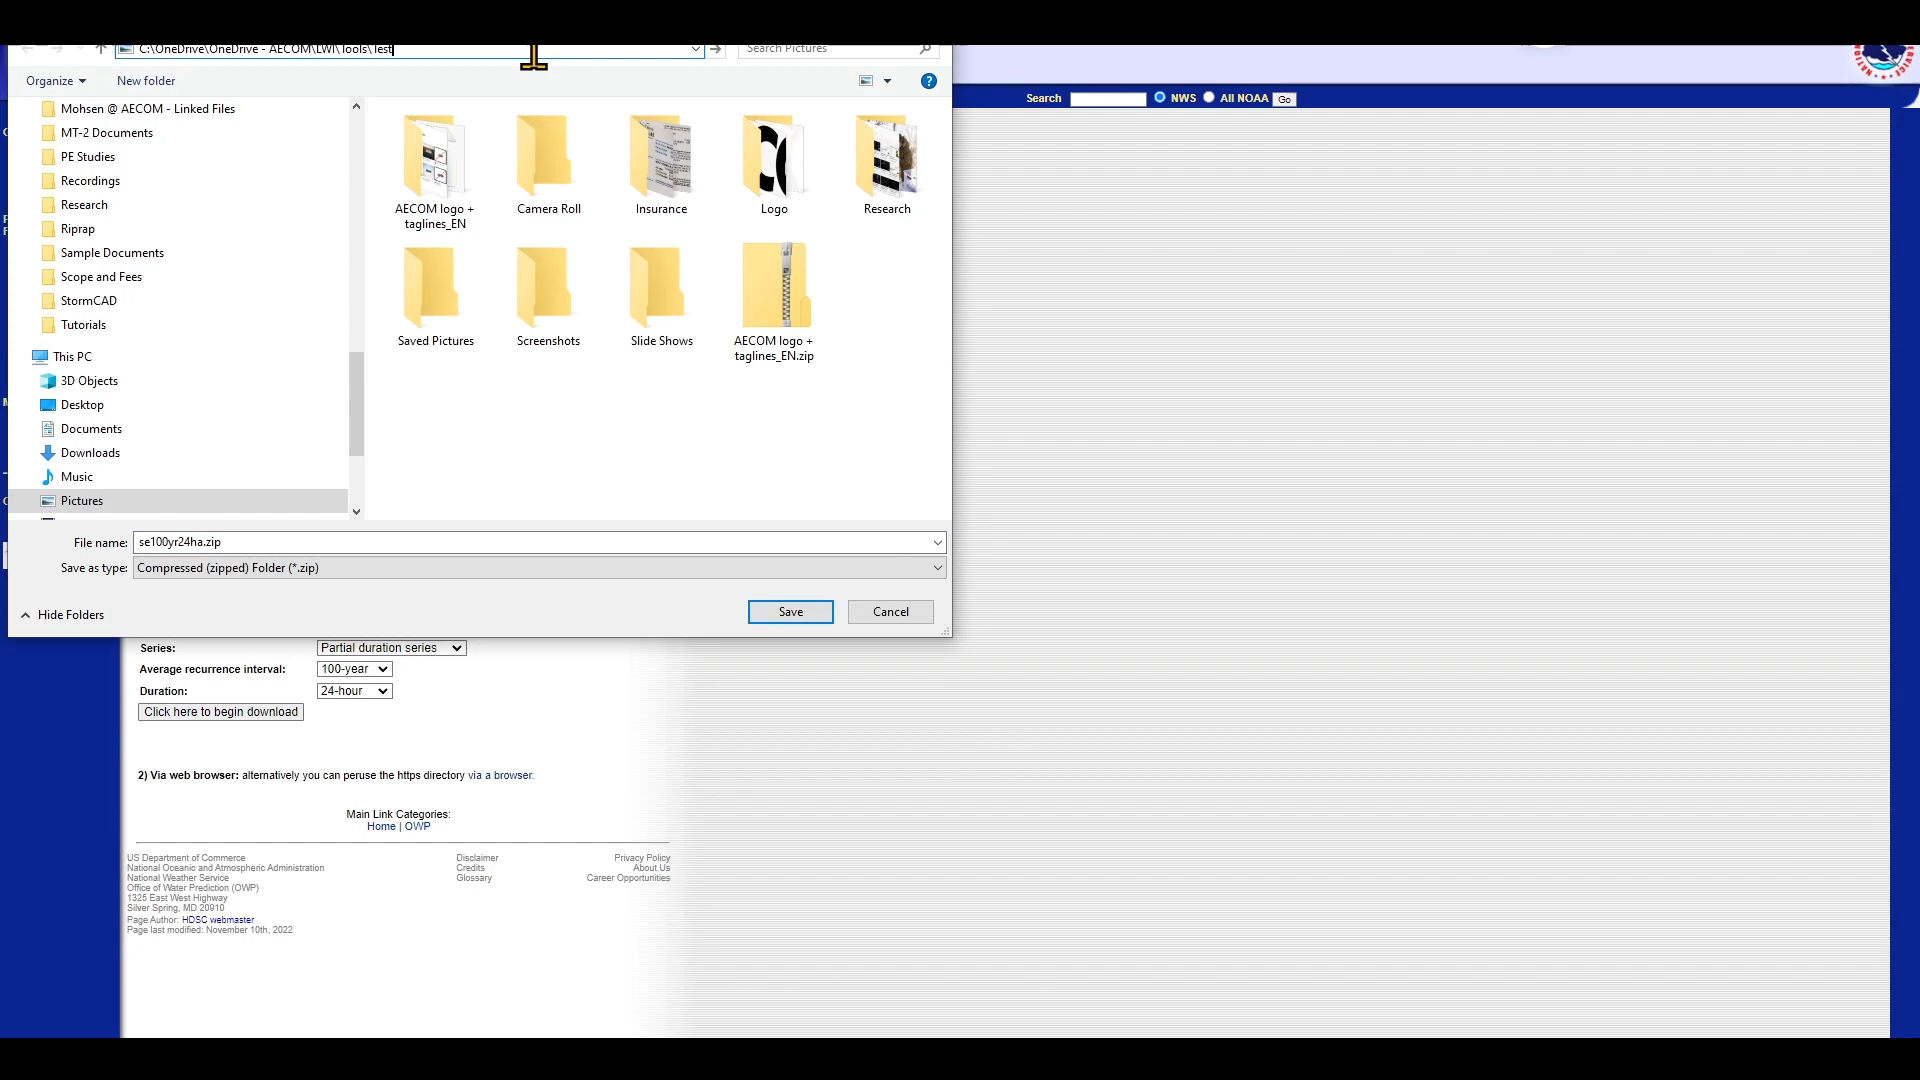 C:\OneDrive\OneDrive - AECOM\LWI\Tools\Test
Search Pictures
Organize
New folder
Search
NWS
All NOAA
Go
Mohsen @ AECOM - Linked Files
MT-2 Documents
PE Studies
Recordings
Research
Riprap
Sample Documents
Scope and Fees
StormCAD
Tutorials
This PC
3D Objects
Desktop
Documents
Downloads
Music
Pictures
AECOM logo +
taglines_EN
Camera Roll
Insurance
Logo
Research
Saved Pictures
Screenshots
Slide Shows
AECOM logo +
taglines_EN.zip
File name: se100yr24ha.zip
Save as type: Compressed (zipped) Folder (*.zip)
Hide Folders
Save
Cancel
Series: Partial duration series
Average recurrence interval: 100-year
Duration: 24-hour
Click here to begin download
2) Via web browser: alternatively you can peruse the https directory via a browser.
Main Link Categories:
Home | OWP
US Department of Commerce
National Oceanic and Atmospheric Administration
National Weather Service
Office of Water Prediction (OWP)
1325 East West Highway
Silver Spring, MD 20910
Page Author: HDSC webmaster
Page last modified: November 10th, 2022
Disclaimer
Credits
Glossary
Privacy Policy
About Us
Career Opportunities